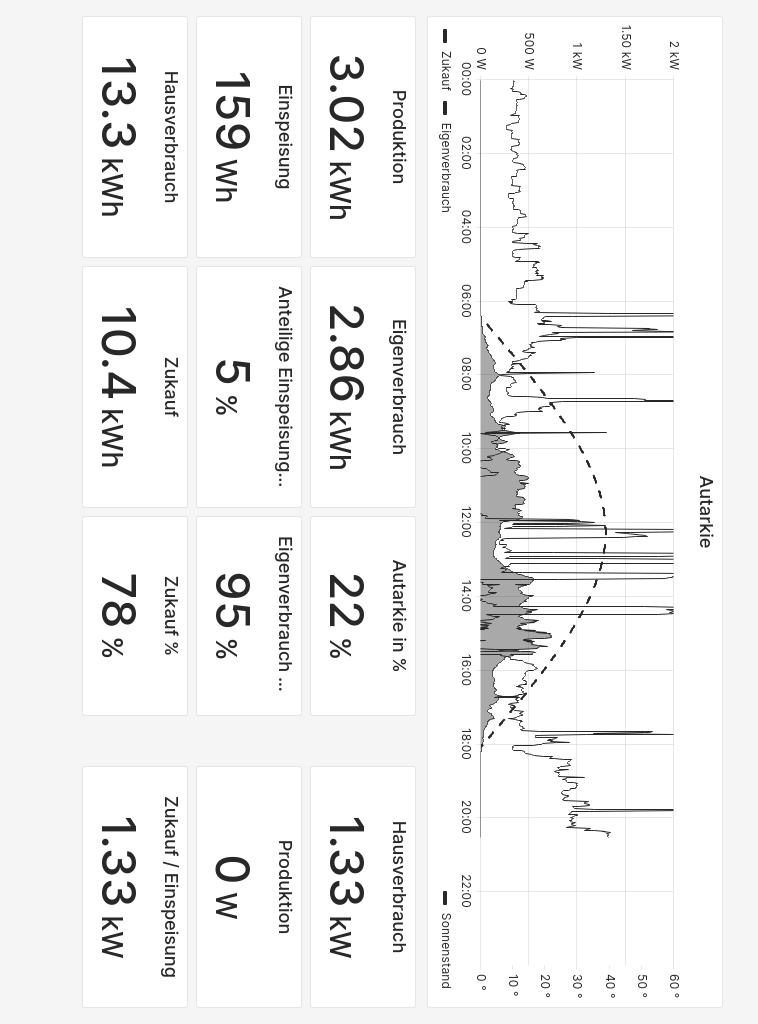 Autarkie
2 kW
1.50 kW
1 kW
500 W
0 W
60 °
50 °
40 °
30 °
20 °
10 °
0 °
00:00
02:00
04:00
06:00
08:00
10:00
12:00
14:00
16:00
18:00
20:00
22:00
Zukauf
Eigenverbrauch
Sonnenstand
Produktion
3.02 kWh
Eigenverbrauch
2.86 kWh
Autarkie in %
22 %
Hausverbrauch
1.33 kW
Einspeisung
159 Wh
Anteilige Einspeisung...
5 %
Eigenverbrauch ...
95 %
Produktion
0 W
Hausverbrauch
13.3 kWh
Zukauf
10.4 kWh
Zukauf %
78 %
Zukauf / Einspeisung
1.33 kW